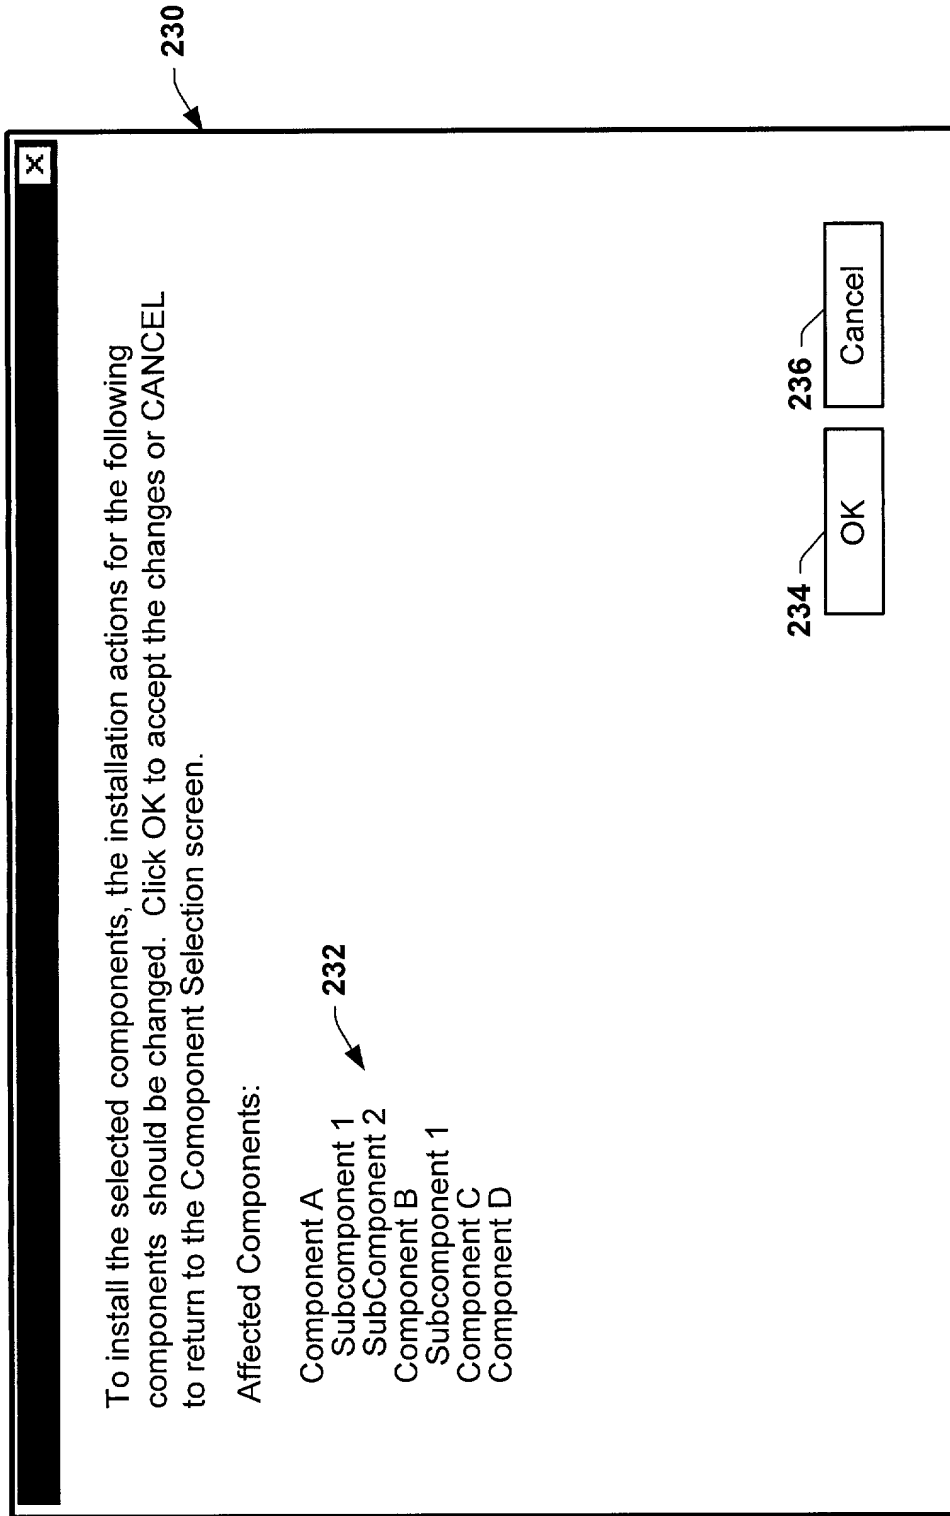 230
X
To install the selected components, the installation actions for the following
components should be changed. Click OK to accept the changes or CANCEL
to return to the Comoponent Selection screen.
Affected Components:
232
Component A
Subcomponent 1
SubComponent 2
Component B
Subcomponent 1
Component C
Component D
234
236
OK
Cancel